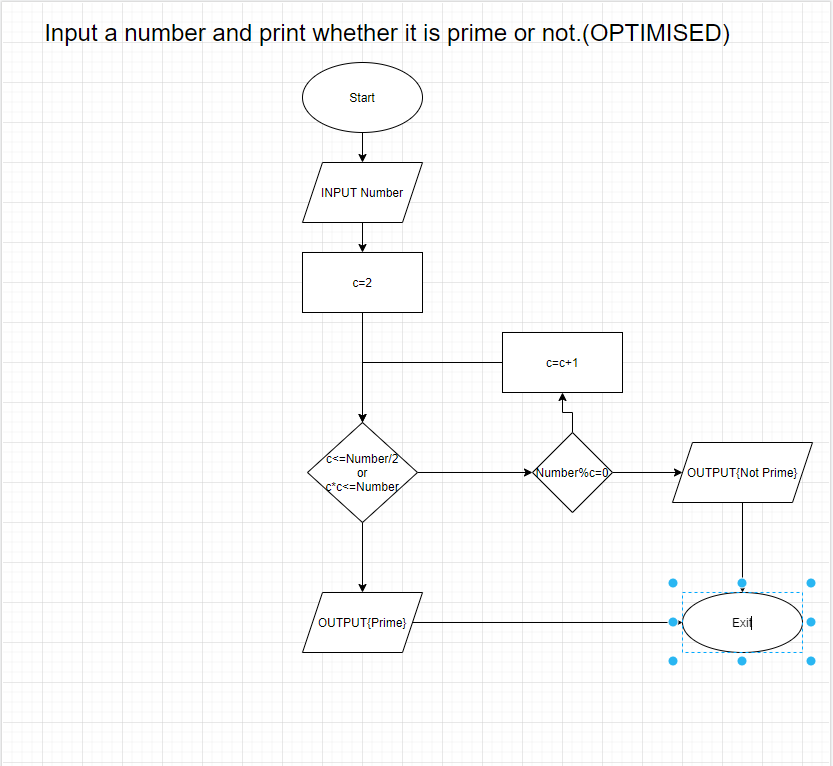 Input a number and print whether it is prime or not.(OPTIMISED)
Start
INPUT Number
c=2
c=c+1
c<=Number/2
or
c*c<=Number
Number%c=0
OUTPUT{Not Prime}
OUTPUT{Prime}
Exit